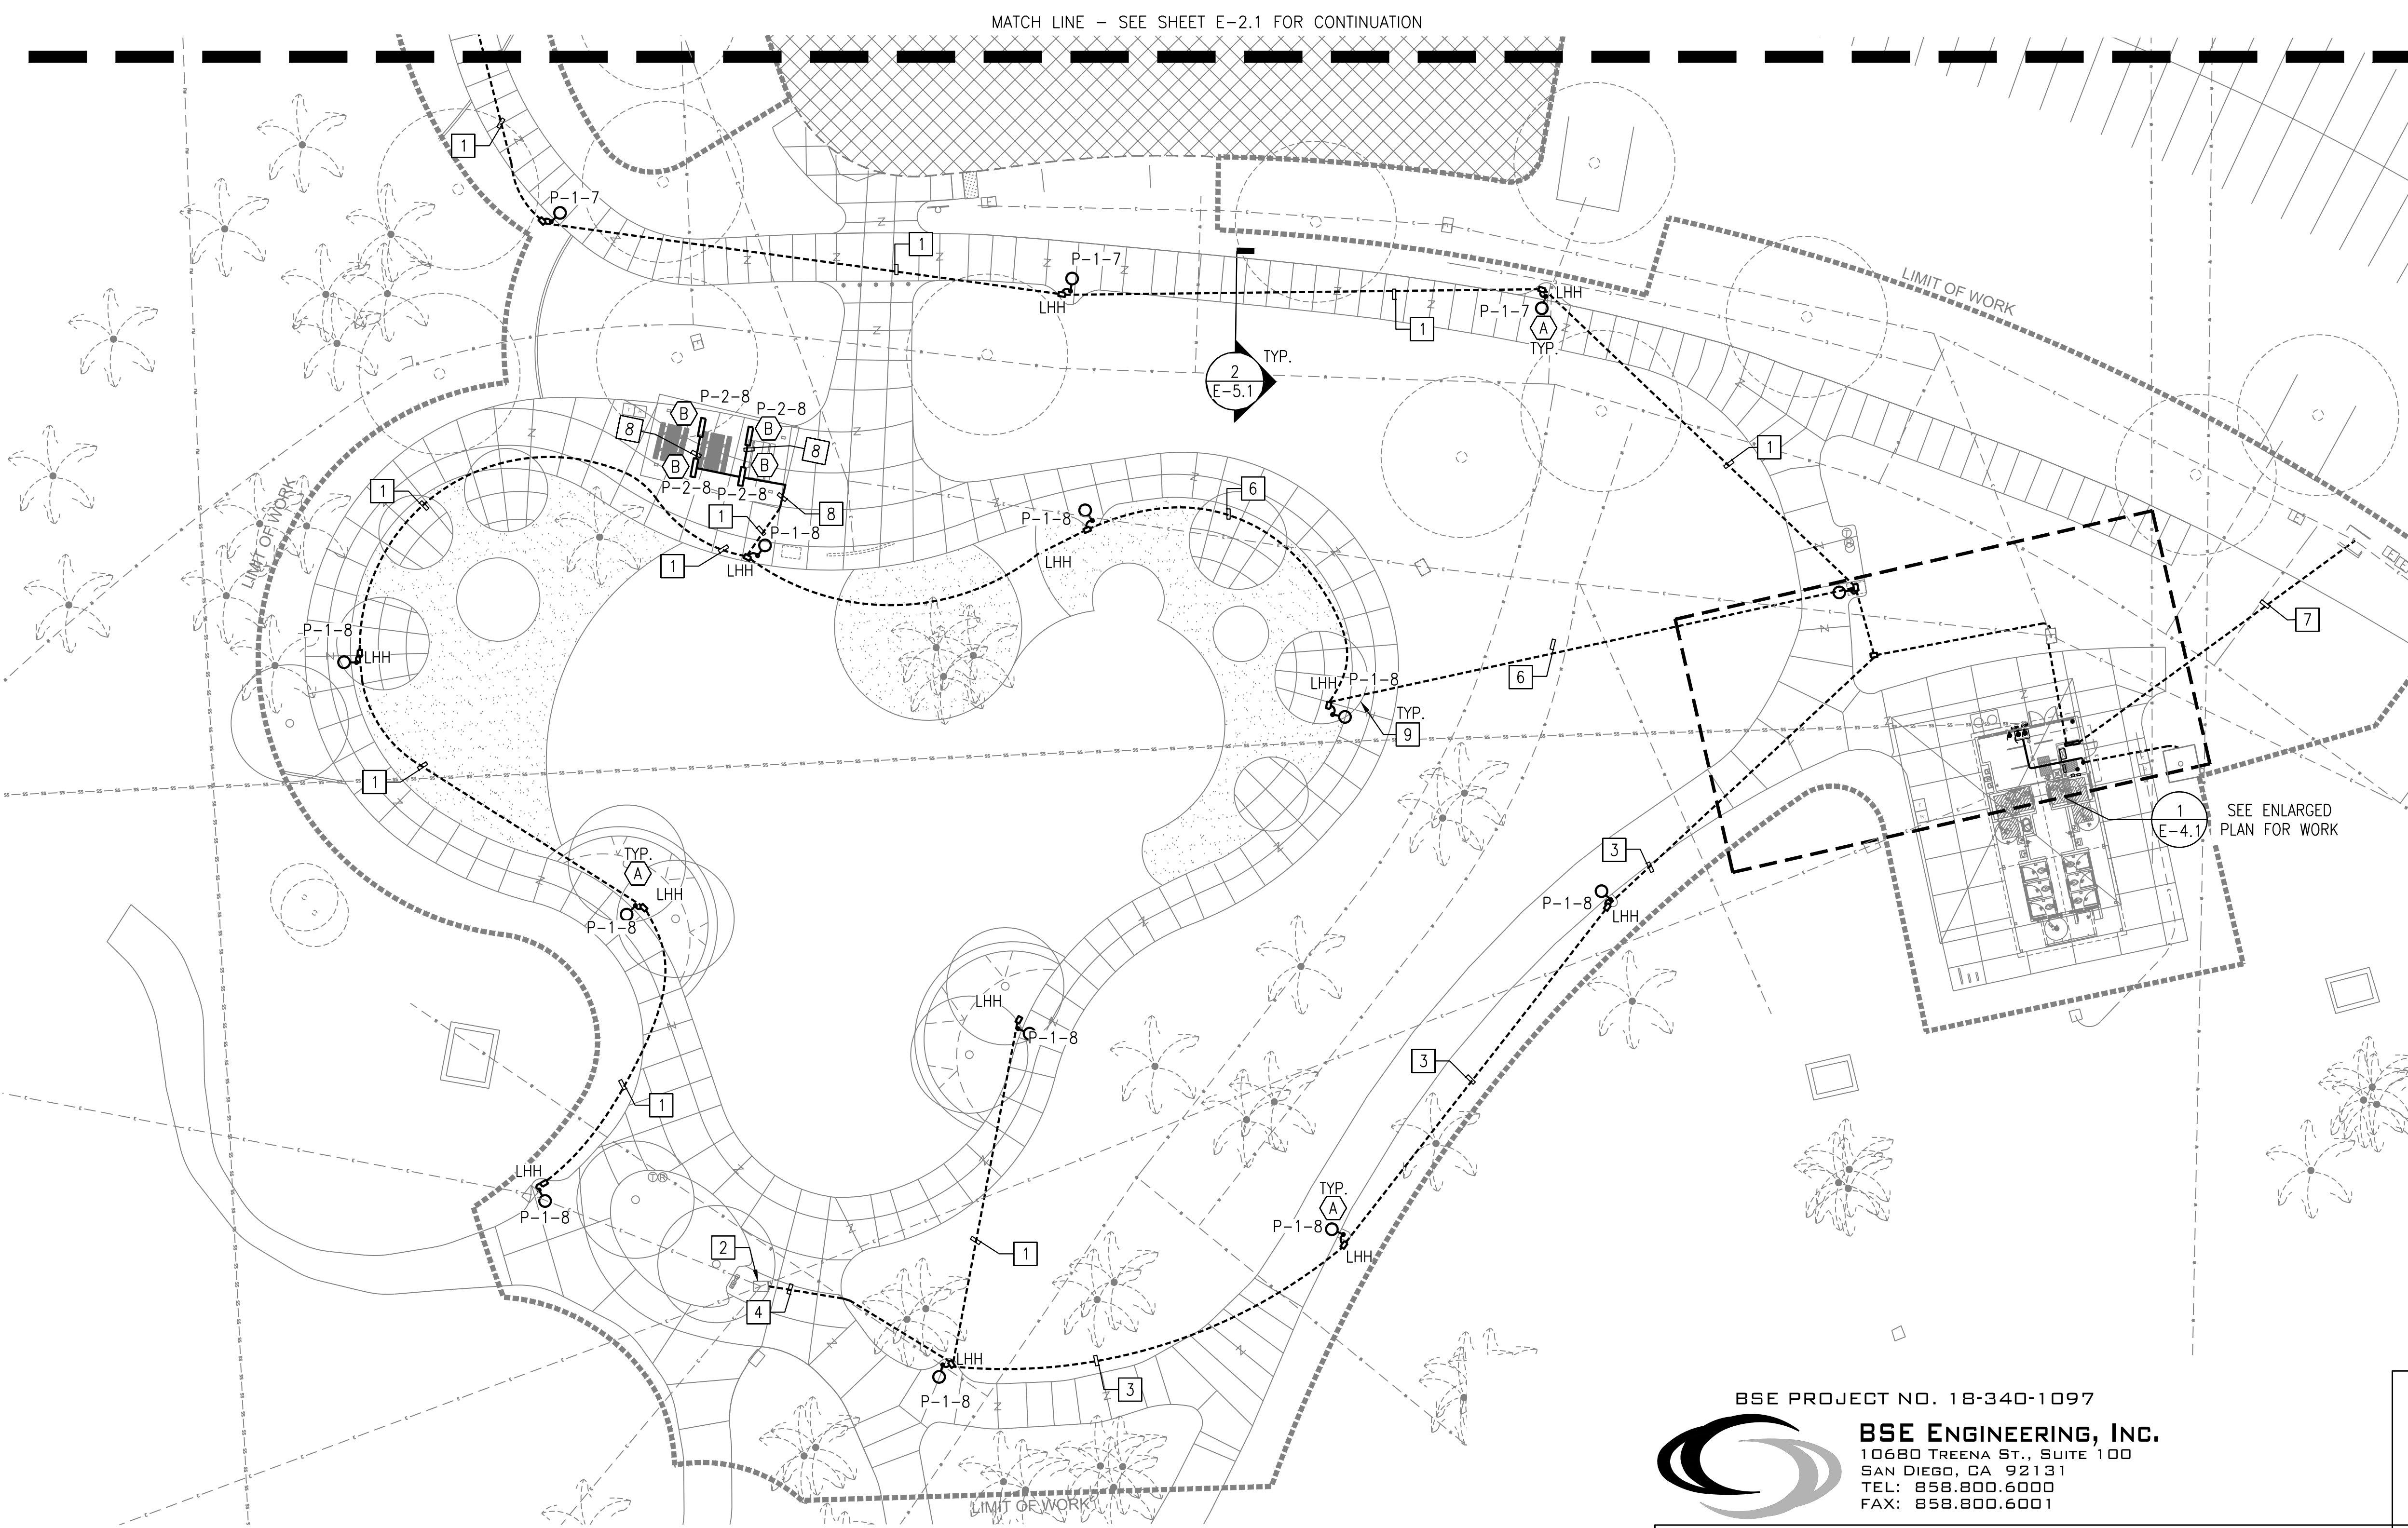 MATCH LINE – SEE SHEET E-2.1 FOR CONTINUATION
1
P-1-7
1
P-1-7
LHH
LHH
P-1-7
A
TYP.
1
LIMIT OF WORK
2
E-5.1
TYP.
P-2-8
B
P-2-8
B
8
8
B
B
P-2-8
P-2-8
1
1
8
P-1-8
1
LHH
P-1-8
LHH
6
1
LIMIT OF WORK
P-1-8
LHH
7
6
LHH
P-1-8
TYP.
9
1
1
E-4.1
SEE ENLARGED
PLAN FOR WORK
TYP.
A
LHH
P-1-8
3
P-1-8
LHH
LHH
P-1-8
3
1
LHH
P-1-8
TYP.
A
P-1-8
LHH
2
1
4
LHH
P-1-8
3
LIMIT OF WORK
BSE PROJECT NO. 18-340-1097
BSE ENGINEERING, INC.
10680 TREENA ST., SUITE 100
SAN DIEGO, CA 92131
TEL: 858.800.6000
FAX: 858.800.6001